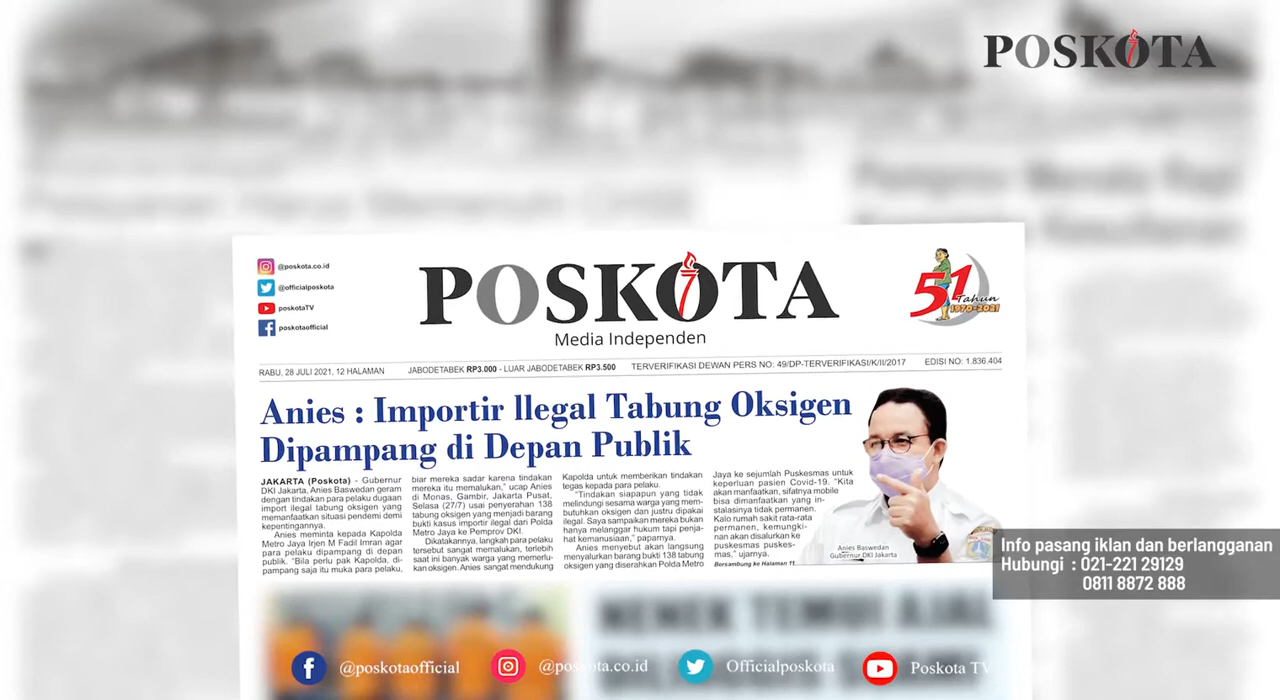 POSKOTA
@poskota.co.id
@officialposkota
poskotaTV
poskotaofficial
POSKOTA
Media Independen
51
Tahun
1970-2021
RABU, 28 JULI 2021, 12 HALAMAN
JABODETABEK RP3.000 - LUAR JABODETABEK RP3.500
TERVERIFIKASI DEWAN PERS NO: 49/DP-TERVERIFIKASI/K/II/2017
EDISI NO: 1.836.404
Anies : Importir llegal Tabung Oksigen
Dipampang di Depan Publik
JAKARTA (Poskota) - Gubernur
DKI Jakarta, Anies Baswedan geram
dengan tindakan para pelaku dugaan
import ilegal tabung oksigen yang
memanfaatkan situasi pendemi demi
kepentingannya.
Anies meminta kepada Kapolda
Metro Jaya Irjen M Fadil Imran agar
para pelaku dipampang di depan
publik. “Bila perlu pak Kapolda, di-
pampang saja itu muka para pelaku,
biar mereka sadar karena tindakan
mereka itu memalukan,” ucap Anies
di Monas, Gambir, Jakarta Pusat,
Selasa (27/7) usai penyerahan 138
tabung oksigen yang menjadi barang
bukti kasus importir ilegal dari Polda
Metro Jaya ke Pemprov DKI.
Dikatakannya, langkah para pelaku
tersebut sangat memalukan, terlebih
saat ini banyak warga yang memerlu-
kan oksigen. Anies sangat mendukung
Kapolda untuk memberikan tindakan
tegas kepada para pelaku.
“Tindakan siapapun yang tidak
melindungi sesama warga yang mem-
butuhkan oksigen dan justru dipakai
ilegal. Saya sampaikan mereka bukan
hanya melanggar hukum tapi penja-
hat kemanusiaan,” paparnya.
Anies menyebut akan langsung
menyalurkan barang bukti 138 tabung
oksigen yang diserahkan Polda Metro
Jaya ke sejumlah Puskesmas untuk
keperluan pasien Covid-19. “Kita
akan manfaatkan, sifatnya mobile
bisa dimanfaatkan yang in-
stalasinya tidak permanen.
Kalo rumah sakit rata-rata
permanen, kemungki-
nan akan disalurkan ke
puskesmas puskes-
mas,” ujarnya.
Bersambung ke Halaman 11
Anies Baswedan
Gubernur DKI Jakarta
Info pasang iklan dan berlangganan
Hubungi : 021-221 29129
0811 8872 888
NENEK TEMUI AJAL
@poskotaofficial
@poskota.co.id
Officialposkota
Poskota TV